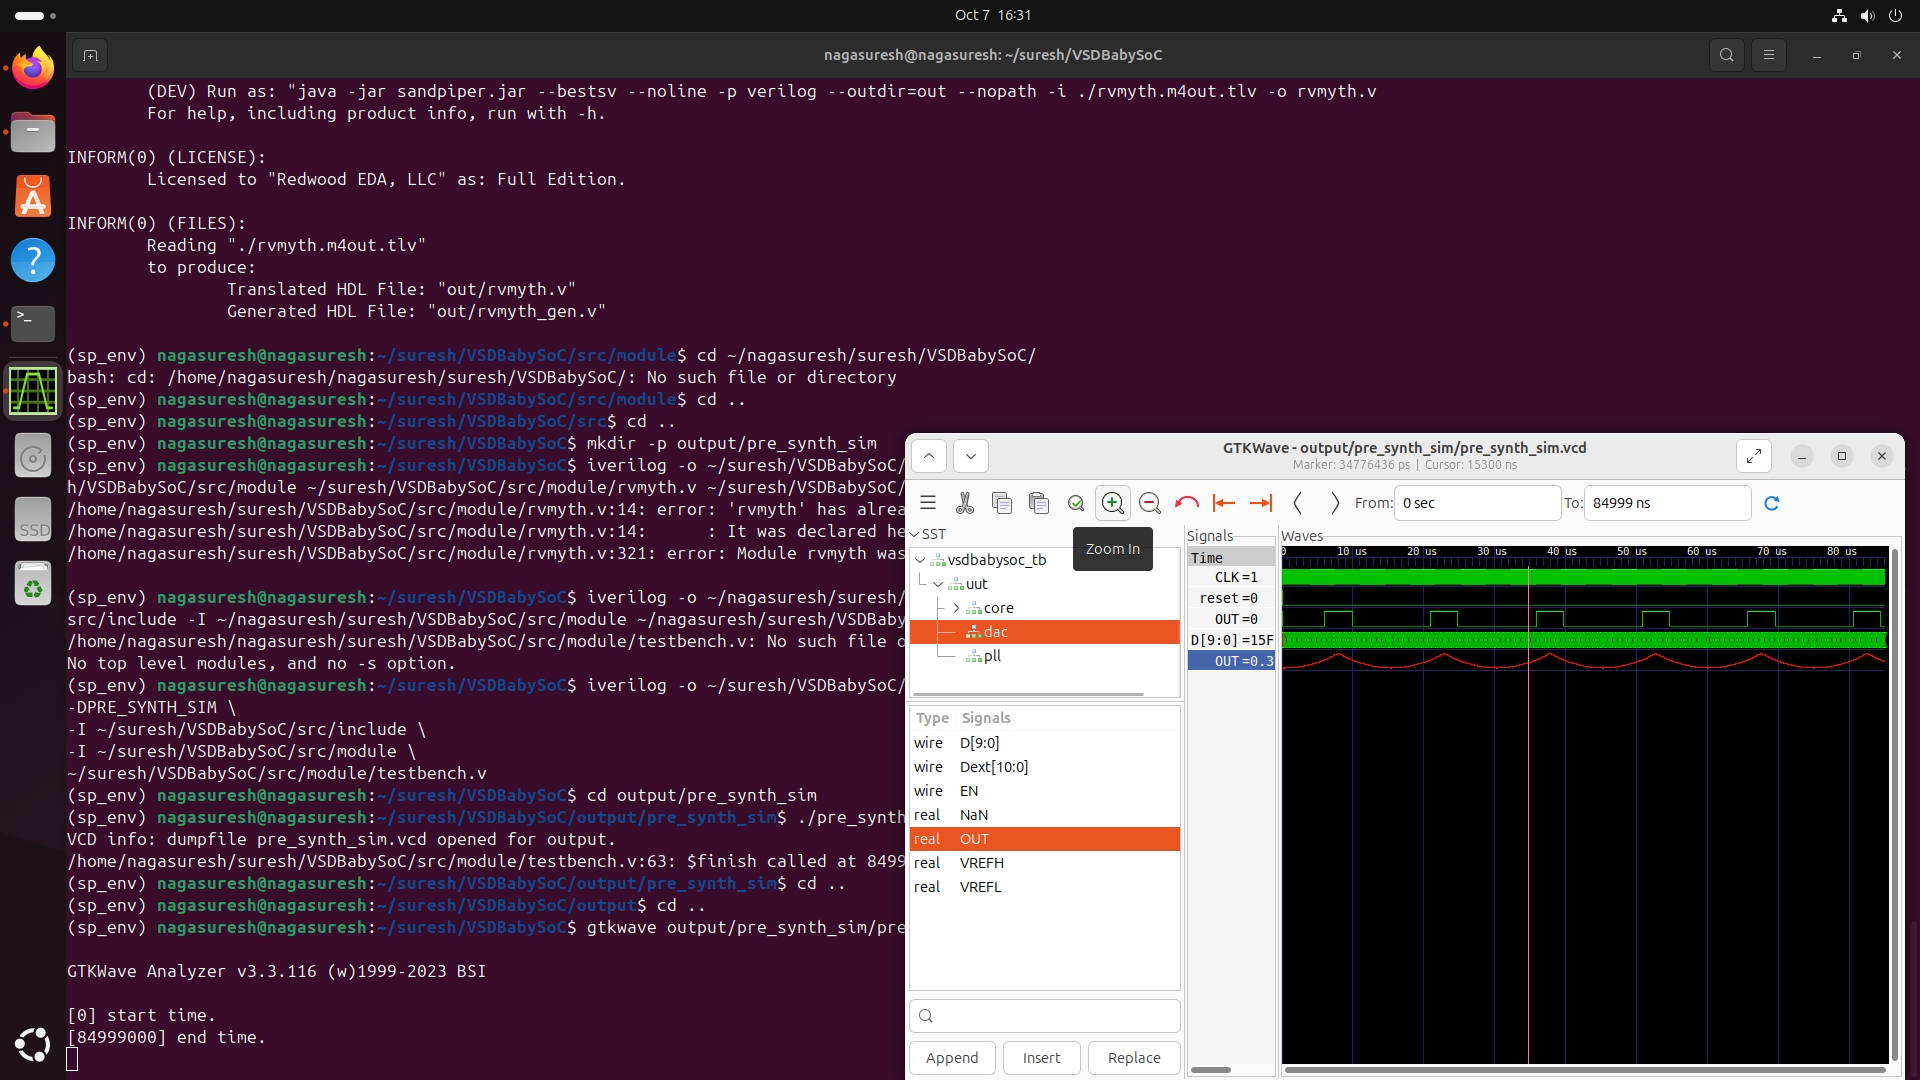 Oct 7 16:31
nagasuresh@nagasuresh: ~/suresh/VSDBabySoC
(DEV) Run as: "java -jar sandpiper.jar --bestsv --noline -p verilog --outdir=out --nopath -i ./rvmyth.m4out.tlv -o rvmyth.v
For help, including product info, run with -h.
INFORM(0) (LICENSE):
Licensed to "Redwood EDA, LLC" as: Full Edition.
INFORM(0) (FILES):
Reading "./rvmyth.m4out.tlv"
to produce:
Translated HDL File: "out/rvmyth.v"
Generated HDL File: "out/rvmyth_gen.v"
(sp_env) nagasuresh@nagasuresh:~/suresh/VSDBabySoC/src/module$ cd ~/nagasuresh/suresh/VSDBabySoC/
bash: cd: /home/nagasuresh/nagasuresh/suresh/VSDBabySoC/: No such file or directory
(sp_env) nagasuresh@nagasuresh:~/suresh/VSDBabySoC/src/module$ cd ..
(sp_env) nagasuresh@nagasuresh:~/suresh/VSDBabySoC/src$ cd ..
(sp_env) nagasuresh@nagasuresh:~/suresh/VSDBabySoC$ mkdir -p output/pre_synth_sim
(sp_env) nagasuresh@nagasuresh:~/suresh/VSDBabySoC$ iverilog -o ~/suresh/VSDBabySoC/
h/VSDBabySoC/src/module ~/suresh/VSDBabySoC/src/module/rvmyth.v ~/suresh/VSDBabySoC/
/home/nagasuresh/suresh/VSDBabySoC/src/module/rvmyth.v:14: error: 'rvmyth' has alrea
/home/nagasuresh/suresh/VSDBabySoC/src/module/rvmyth.v:14:      : It was declared he
/home/nagasuresh/suresh/VSDBabySoC/src/module/rvmyth.v:321: error: Module rvmyth was
(sp_env) nagasuresh@nagasuresh:~/suresh/VSDBabySoC$ iverilog -o ~/nagasuresh/suresh/
src/include -I ~/nagasuresh/suresh/VSDBabySoC/src/module ~/nagasuresh/suresh/VSDBaby
/home/nagasuresh/nagasuresh/suresh/VSDBabySoC/src/module/testbench.v: No such file o
No top level modules, and no -s option.
(sp_env) nagasuresh@nagasuresh:~/suresh/VSDBabySoC$ iverilog -o ~/suresh/VSDBabySoC/
-DPRE_SYNTH_SIM \
-I ~/suresh/VSDBabySoC/src/include \
-I ~/suresh/VSDBabySoC/src/module \
~/suresh/VSDBabySoC/src/module/testbench.v
(sp_env) nagasuresh@nagasuresh:~/suresh/VSDBabySoC$ cd output/pre_synth_sim
(sp_env) nagasuresh@nagasuresh:~/suresh/VSDBabySoC/output/pre_synth_sim$ ./pre_synth
VCD info: dumpfile pre_synth_sim.vcd opened for output.
/home/nagasuresh/suresh/VSDBabySoC/src/module/testbench.v:63: $finish called at 8499
(sp_env) nagasuresh@nagasuresh:~/suresh/VSDBabySoC/output/pre_synth_sim$ cd ..
(sp_env) nagasuresh@nagasuresh:~/suresh/VSDBabySoC/output$ cd ..
(sp_env) nagasuresh@nagasuresh:~/suresh/VSDBabySoC$ gtkwave output/pre_synth_sim/pre
GTKWave Analyzer v3.3.116 (w)1999-2023 BSI
[0] start time.
[84999000] end time.
SSD
GTKWave - output/pre_synth_sim/pre_synth_sim.vcd
Marker: 34776436 ps | Cursor: 15300 ns
From: 0 sec To: 84999 ns
SST
Zoom In
vsdbabysoc_tb
uut
core
dac
pll
Type Signals
wire D[9:0]
wire Dext[10:0]
wire EN
real NaN
real OUT
real VREFH
real VREFL
Append Insert Replace
Signals
Time
CLK=1
reset=0
OUT=0
D[9:0]=15F
OUT=0.3
Waves
0 10 us 20 us 30 us 40 us 50 us 60 us 70 us 80 us